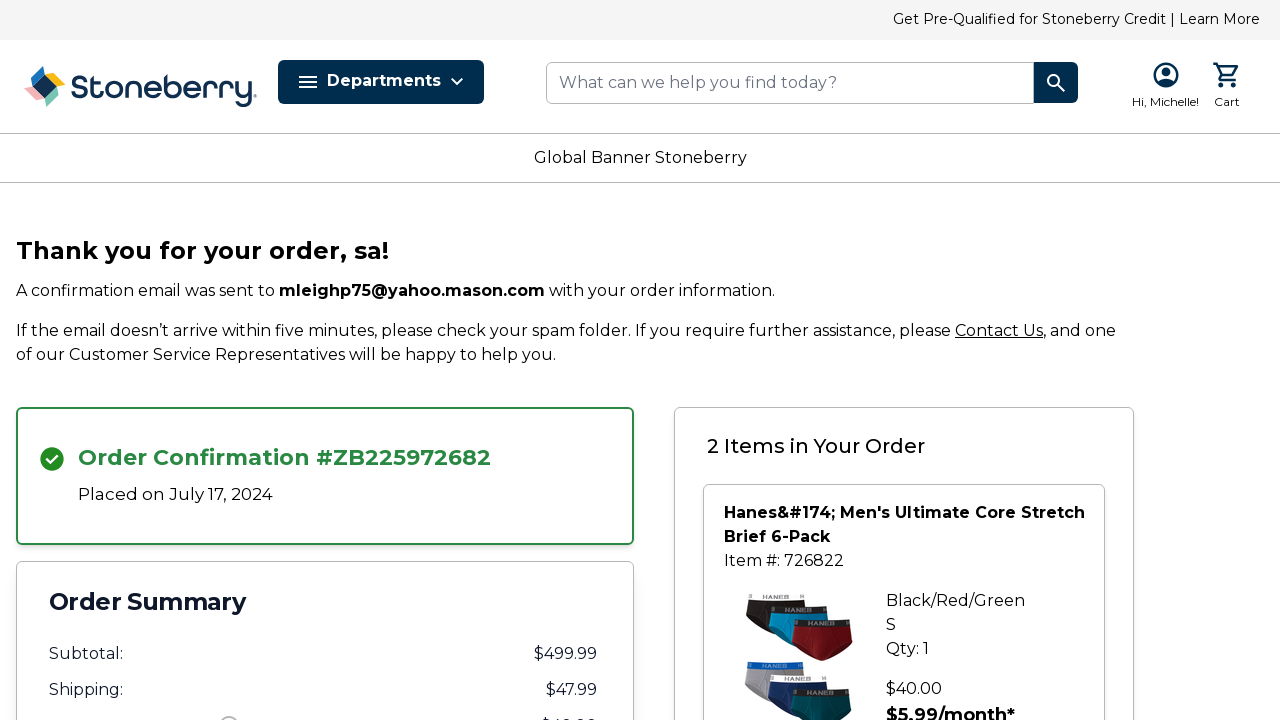 Get Pre-Qualified for Stoneberry Credit | Learn More
Stoneberry
Departments
What can we help you find today?
Hi, Michelle!
Cart
Global Banner Stoneberry
Thank you for your order, sa!
A confirmation email was sent to mleighp75@yahoo.mason.com with your order information.
If the email doesn’t arrive within five minutes, please check your spam folder. If you require further assistance, please Contact Us, and one
of our Customer Service Representatives will be happy to help you.
Order Confirmation #ZB225972682
Placed on July 17, 2024
Order Summary
Subtotal: $499.99
Shipping: $47.99
2 Items in Your Order
Hanes&#174; Men's Ultimate Core Stretch
Brief 6-Pack
Item #: 726822
HANES
HANES
HANES
HANES
HANES
HANES
Black/Red/Green
S
Qty: 1
$40.00
$5.99/month*